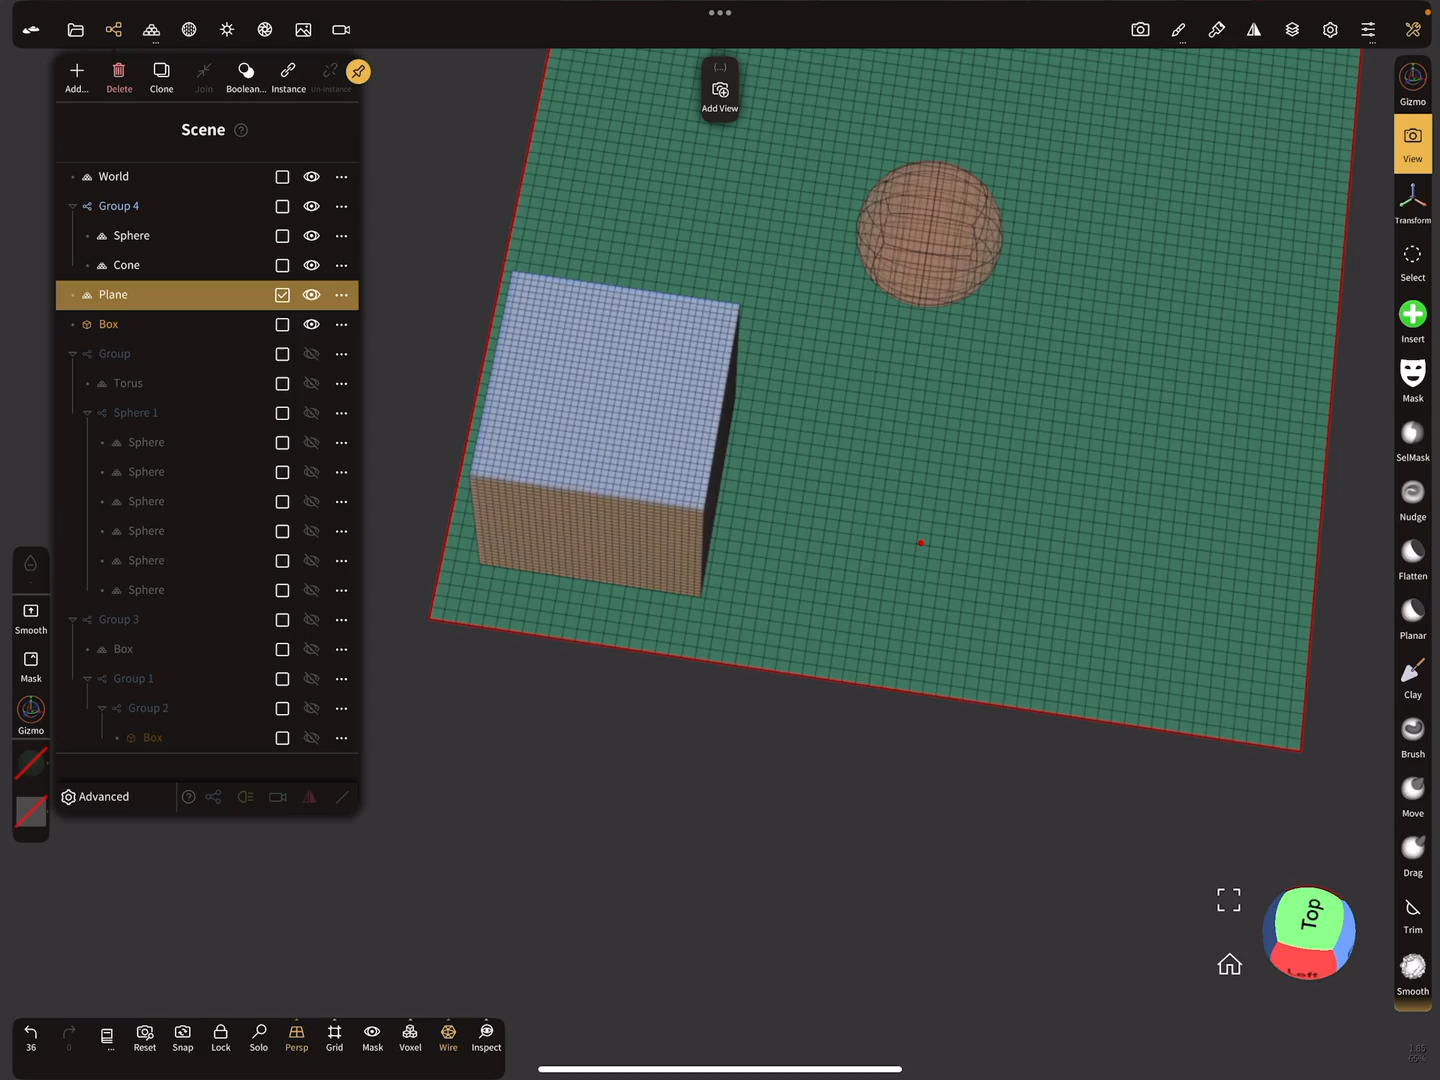 Add...
Delete
Clone
Join
Boolean...
Instance
Un-instance
(...)
Add View
Scene ?
World
Group 4
Sphere
Cone
Plane
Box
Group
Torus
Sphere 1
Sphere
Sphere
Sphere
Sphere
Sphere
Sphere
Group 3
Box
Group 1
Group 2
Box
Advanced
Smooth
Mask
Gizmo
Gizmo
View
Transform
Select
Insert
Mask
SelMask
Nudge
Flatten
Planar
Clay
Brush
Move
Drag
Trim
Smooth
Top
Left
36
0
...
Reset
Snap
Lock
Solo
Persp
Grid
Mask
Voxel
Wire
Inspect
1.85
65%